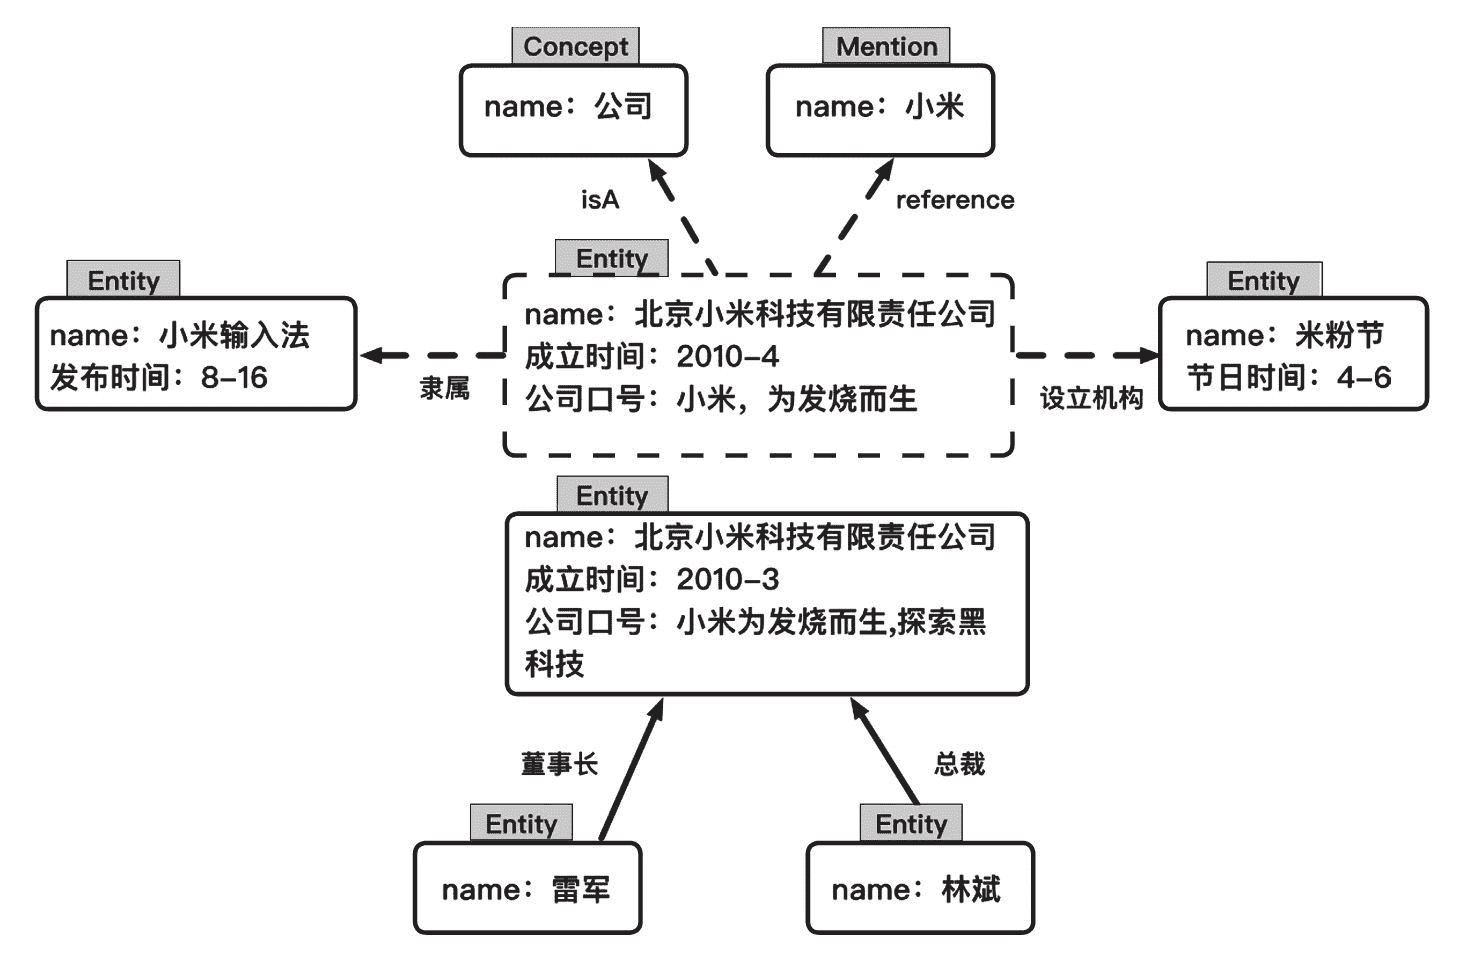 Concept
name：公司
Mention
name：小米
isA
reference
Entity
name：小米输入法
发布时间：8-16
隶属
Entity
name：北京小米科技有限责任公司
成立时间：2010-4
公司口号：小米，为发烧而生
设立机构
Entity
name：米粉节
节日时间：4-6
Entity
name：北京小米科技有限责任公司
成立时间：2010-3
公司口号：小米为发烧而生,探索黑
科技
董事长
总裁
Entity
name：雷军
Entity
name：林斌